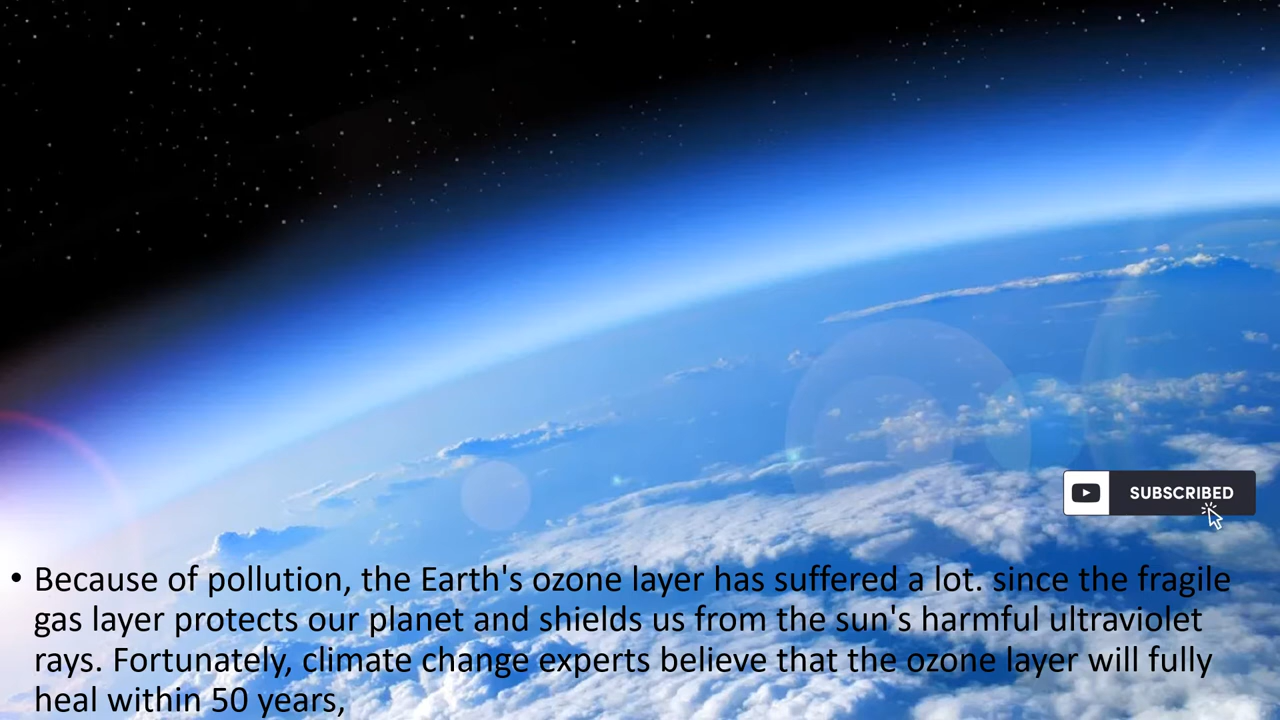 SUBSCRIBED
• Because of pollution, the Earth's ozone layer has suffered a lot. since the fragile
gas layer protects our planet and shields us from the sun's harmful ultraviolet
rays. Fortunately, climate change experts believe that the ozone layer will fully
heal within 50 years,